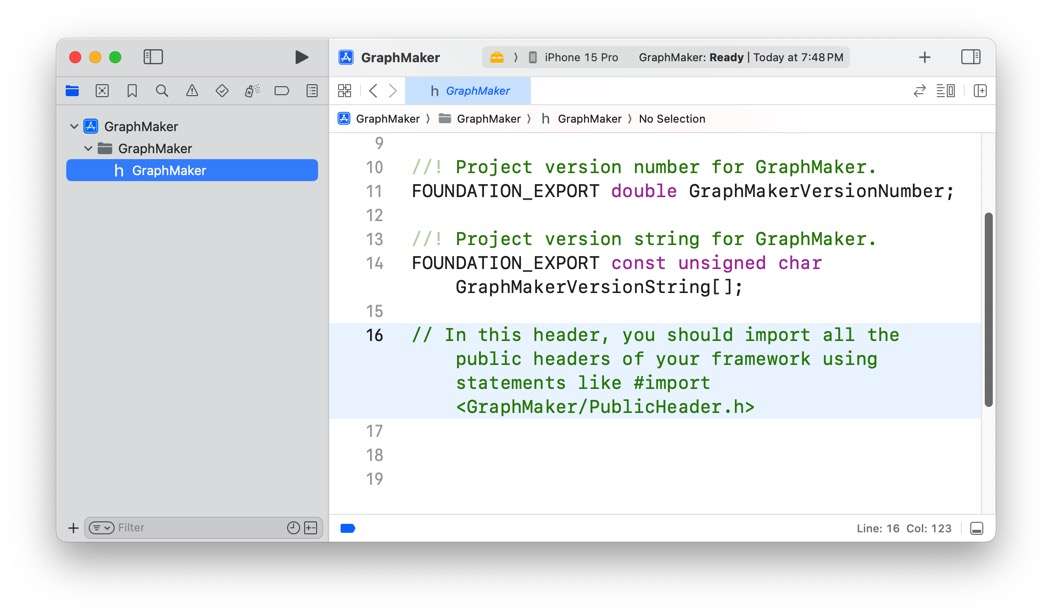 GraphMaker
iPhone 15 Pro
GraphMaker: Ready | Today at 7:48 PM
GraphMaker
GraphMaker
GraphMaker
h GraphMaker
h GraphMaker
GraphMaker ⟩ GraphMaker ⟩ h GraphMaker ⟩ No Selection
9
10 //! Project version number for GraphMaker.
11 FOUNDATION_EXPORT double GraphMakerVersionNumber;
12
13 //! Project version string for GraphMaker.
14 FOUNDATION_EXPORT const unsigned char
GraphMakerVersionString[];
15
16 // In this header, you should import all the
public headers of your framework using
statements like #import
<GraphMaker/PublicHeader.h>
17
18
19
Filter
Line: 16 Col: 123